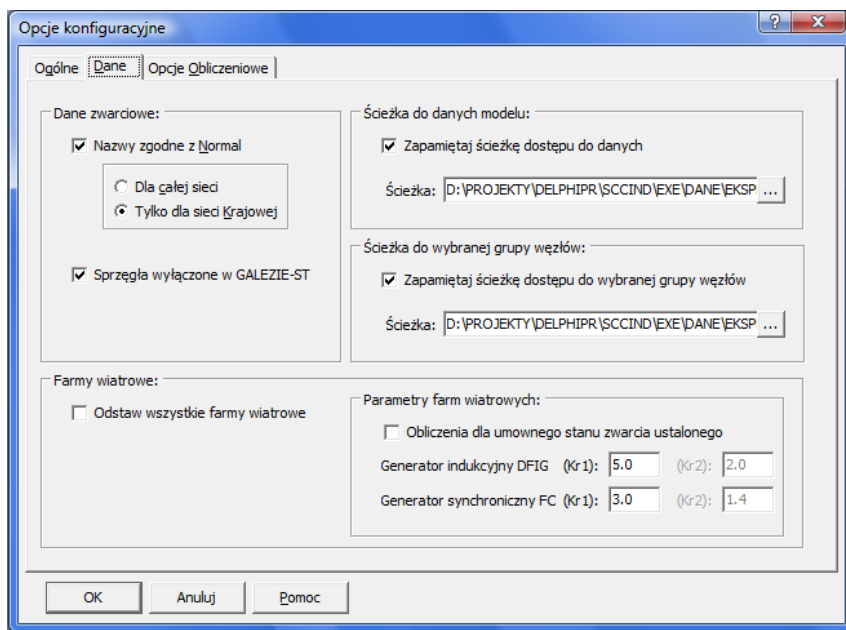 Opcje konfiguracyjne
Ogólne
Dane
Opcje Obliczeniowe
Dane zwarciowe:
Nazwy zgodne z Normal
Dla całej sieci
Tylko dla sieci Krajowej
Sprzęgła wyłączone w GALEZIE-ST
Ścieżka do danych modelu:
Zapamiętaj ścieżkę dostępu do danych
Ścieżka: D:\PROJEKTY\DELPHIPR\SCCIND\EXE\DANE\EKSP ...
Ścieżka do wybranej grupy węzłów:
Zapamiętaj ścieżkę dostępu do wybranej grupy węzłów
Ścieżka: D:\PROJEKTY\DELPHIPR\SCCIND\EXE\DANE\EKSP ...
Farmy wiatrowe:
Odstaw wszystkie farmy wiatrowe
Parametry farm wiatrowych:
Obliczenia dla umownego stanu zwarcia ustalonego
Generator indukcyjny DFIG (Kr1): 5.0 (Kr2): 2.0
Generator synchroniczny FC (Kr1): 3.0 (Kr2): 1.4
OK
Anuluj
Pomoc